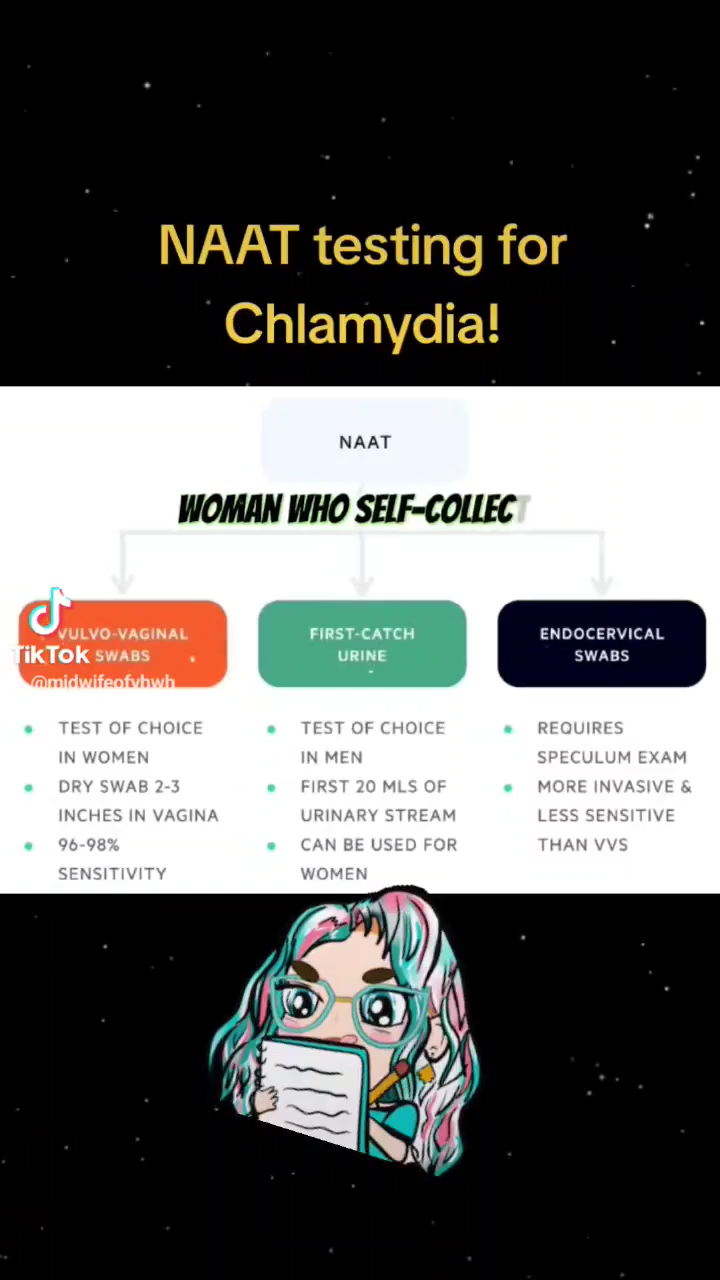 NAAT testing for
Chlamydia!
NAAT
WOMAN WHO SELF-COLLECT
VULVO-VAGINAL
SWABS
TikTok
@midwifeofvhwh
FIRST-CATCH
URINE
ENDOCERVICAL
SWABS
TEST OF CHOICE
IN WOMEN
DRY SWAB 2-3
INCHES IN VAGINA
96-98%
SENSITIVITY
TEST OF CHOICE
IN MEN
FIRST 20 MLS OF
URINARY STREAM
CAN BE USED FOR
WOMEN
REQUIRES
SPECULUM EXAM
MORE INVASIVE &
LESS SENSITIVE
THAN VVS